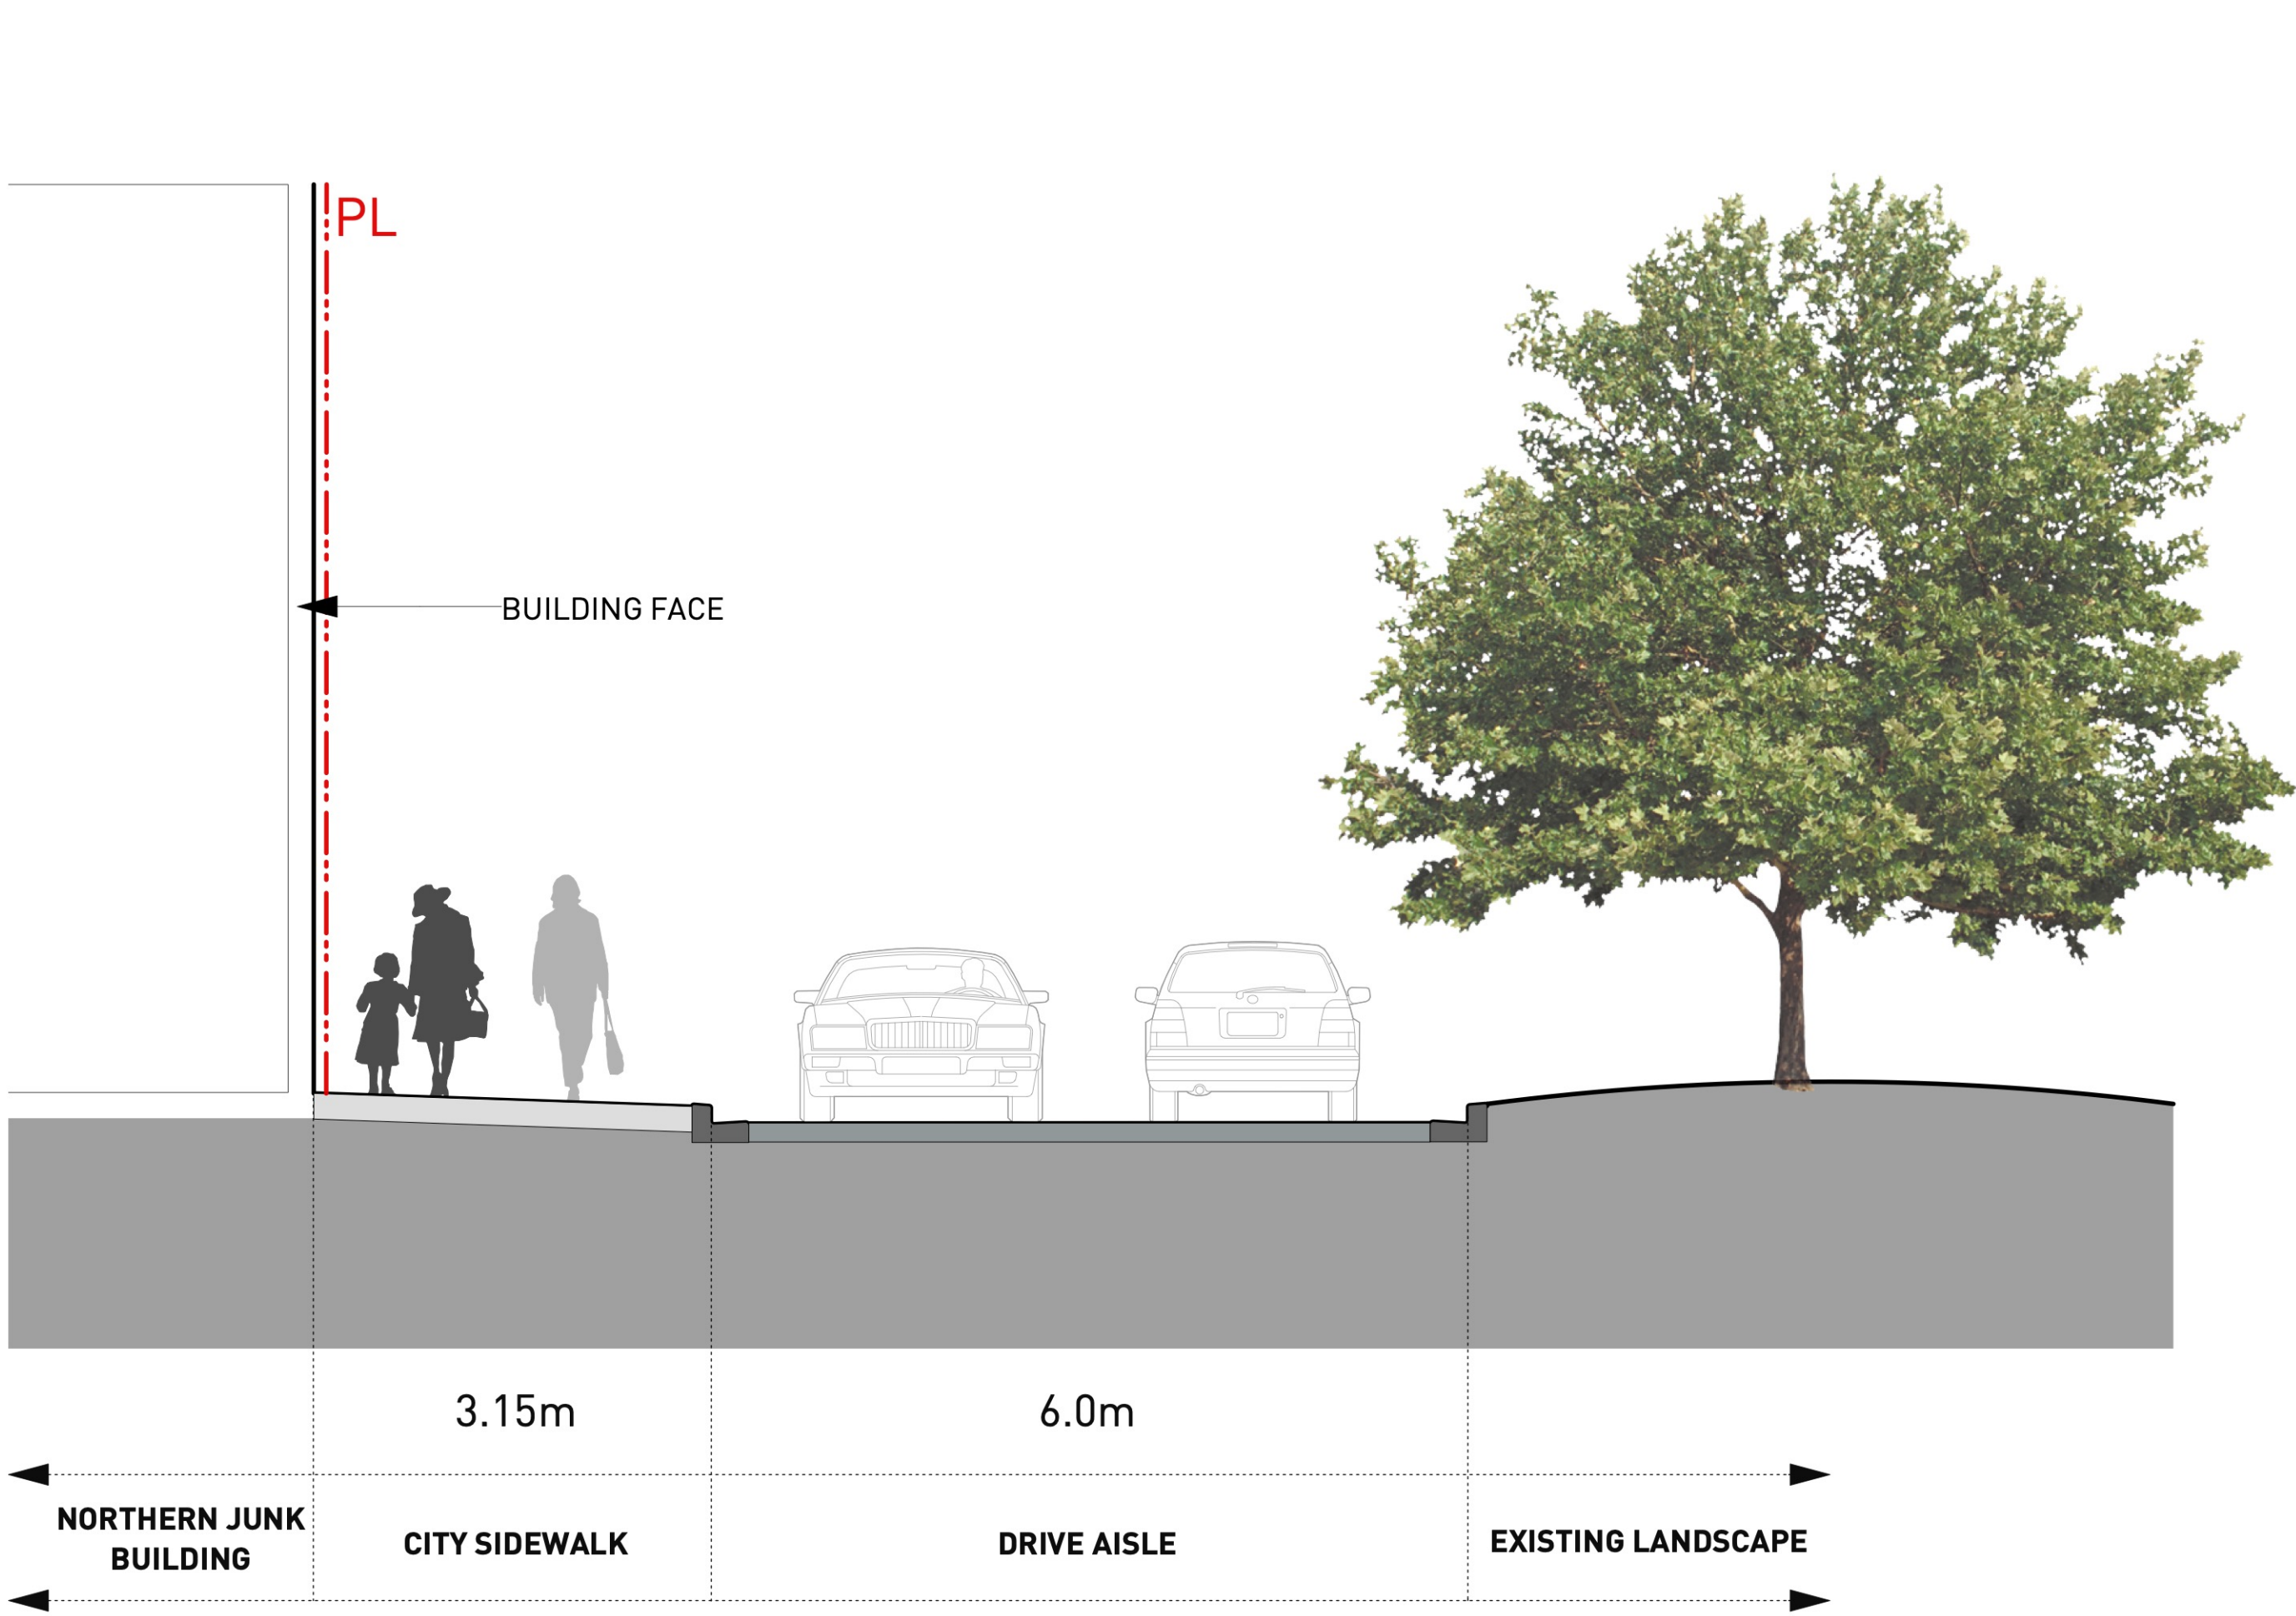 PL
BUILDING FACE
3.15m
6.0m
NORTHERN JUNK
BUILDING
CITY SIDEWALK
DRIVE AISLE
EXISTING LANDSCAPE